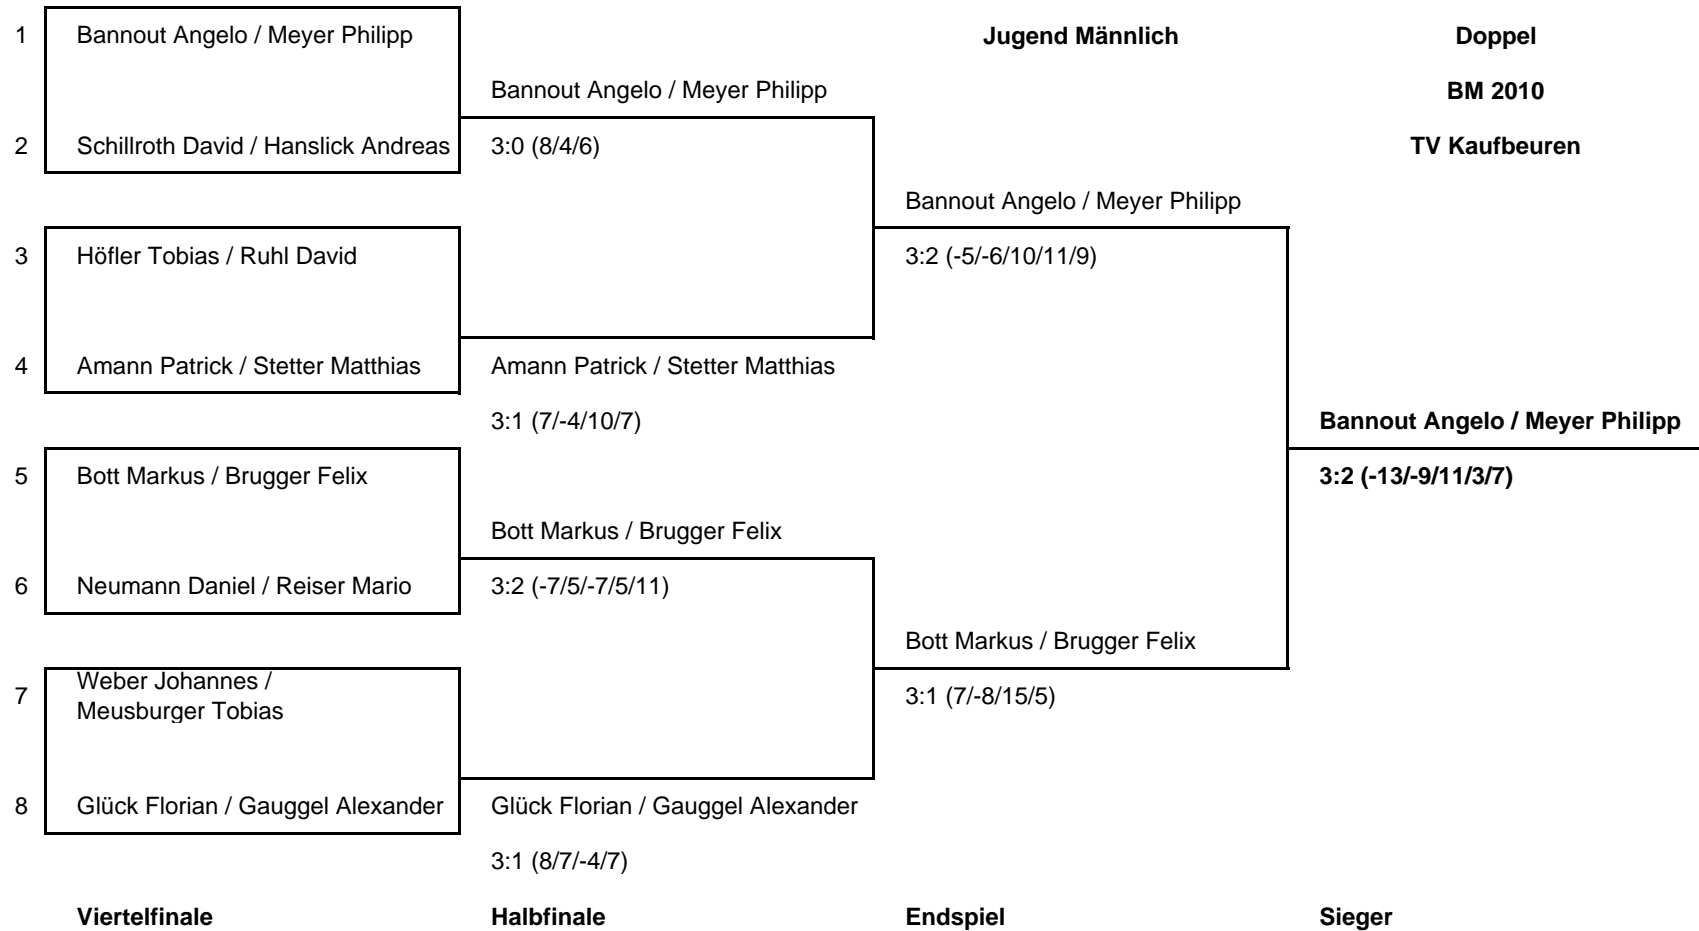 1 Bannout Angelo / Meyer Philipp Jugend Männlich Doppel
Bannout Angelo / Meyer Philipp BM 2010
2 Schillroth David / Hanslick Andreas 3:0 (8/4/6) TV Kaufbeuren
Bannout Angelo / Meyer Philipp
3 Höfler Tobias / Ruhl David 3:2 (-5/-6/10/11/9)
4 Amann Patrick / Stetter Matthias Amann Patrick / Stetter Matthias
3:1 (7/-4/10/7) Bannout Angelo / Meyer Philipp
5 Bott Markus / Brugger Felix 3:2 (-13/-9/11/3/7)
Bott Markus / Brugger Felix
6 Neumann Daniel / Reiser Mario 3:2 (-7/5/-7/5/11)
Bott Markus / Brugger Felix
Weber Johannes /
7 Meusburger Tobias 3:1 (7/-8/15/5)
8 Glück Florian / Gauggel Alexander Glück Florian / Gauggel Alexander
3:1 (8/7/-4/7)
Viertelfinale Halbfinale Endspiel Sieger